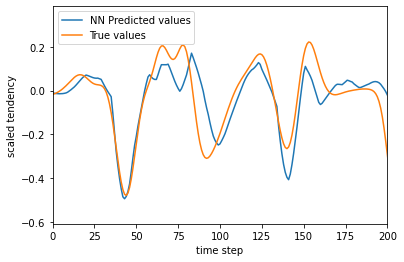 NN Predicted values
True values
scaled tendency
0.2
0.0
−0.2
−0.4
−0.6
0 25 50 75 100 125 150 175 200
time step